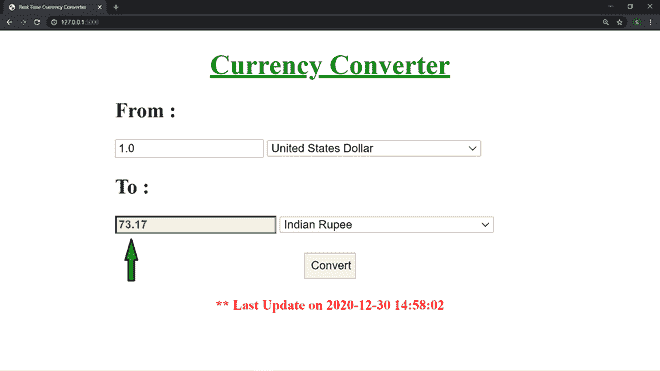 Real Time Currency Converter
127.0.0.1:5000
Currency Converter
From :
1.0 United States Dollar
To :
73.17 Indian Rupee
Convert
** Last Update on 2020-12-30 14:58:02